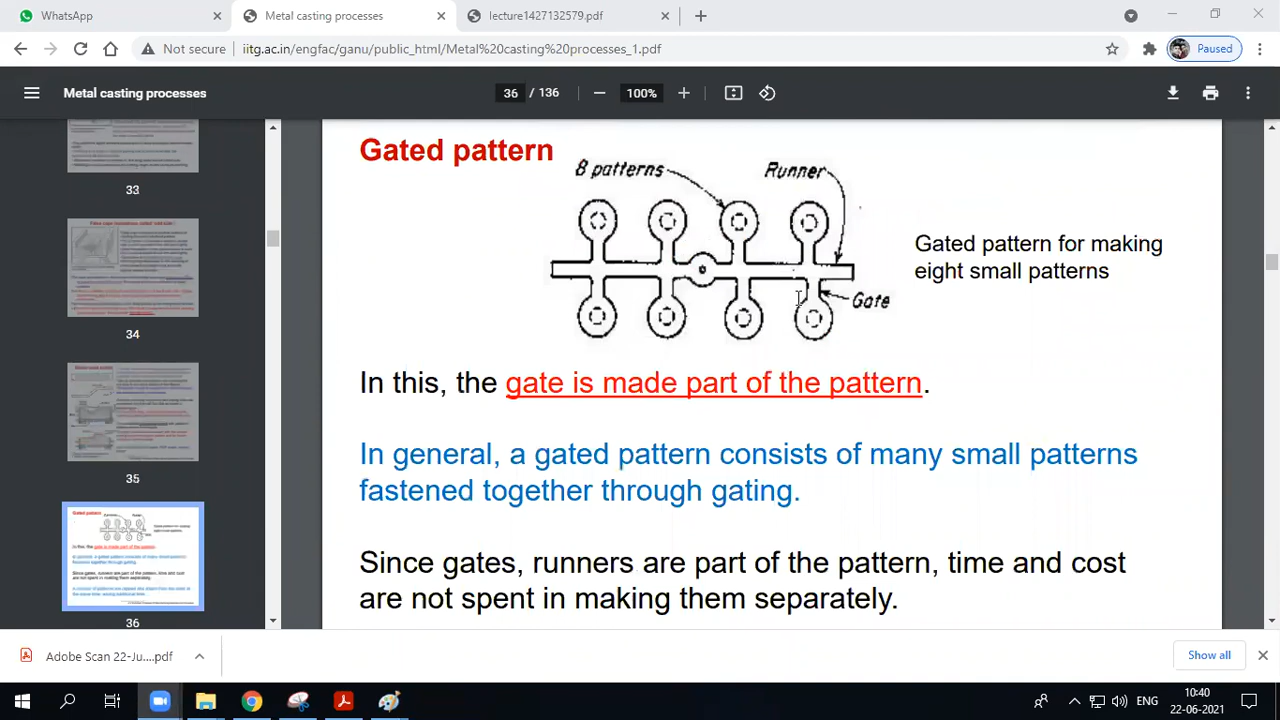 WhatsApp
Metal casting processes
lecture1427132579.pdf
Not secure
iitg.ac.in/engfac/ganu/public_html/Metal%20casting%20processes_1.pdf
Paused
Metal casting processes
36 / 136
100%
33
34
35
36
Gated pattern
8 patterns
Runner
Gate
Gated pattern for making
eight small patterns
In this, the gate is made part of the pattern.
In general, a gated pattern consists of many small patterns
fastened together through gating.
Since gates, runners are part of the pattern, time and cost
are not spent in making them separately.
Adobe Scan 22-Ju....pdf
Show all
ENG
10:40
22-06-2021